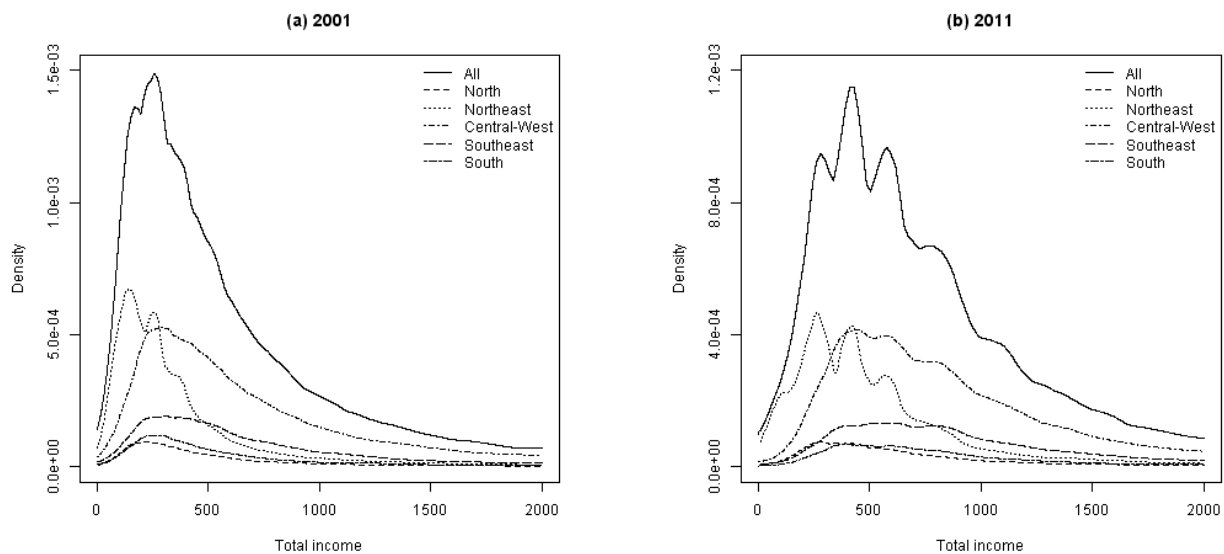 (a) 2001
1.5e-03
1.0e-03
5.0e-04
0.0e+00
Density
All
North
Northeast
Central-West
Southeast
South
0 500 1000 1500 2000
Total income
(b) 2011
1.2e-03
8.0e-04
4.0e-04
0.0e+00
Density
All
North
Northeast
Central-West
Southeast
South
0 500 1000 1500 2000
Total income